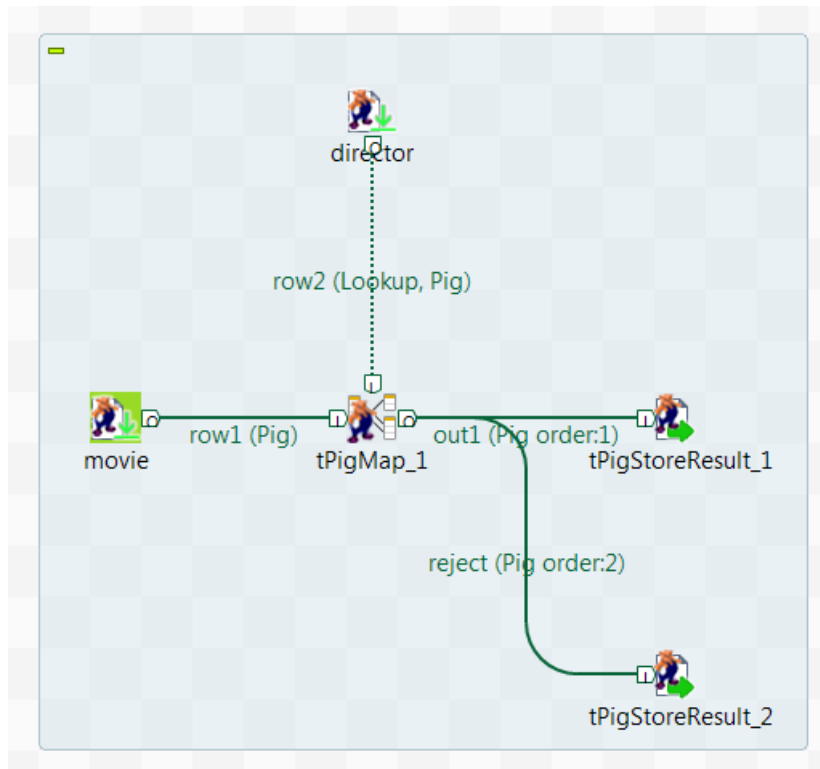 director
row2 (Lookup, Pig)
row1 (Pig)
out1 (Pig order:1)
movie
tPigMap_1
tPigStoreResult_1
reject (Pig order:2)
tPigStoreResult_2